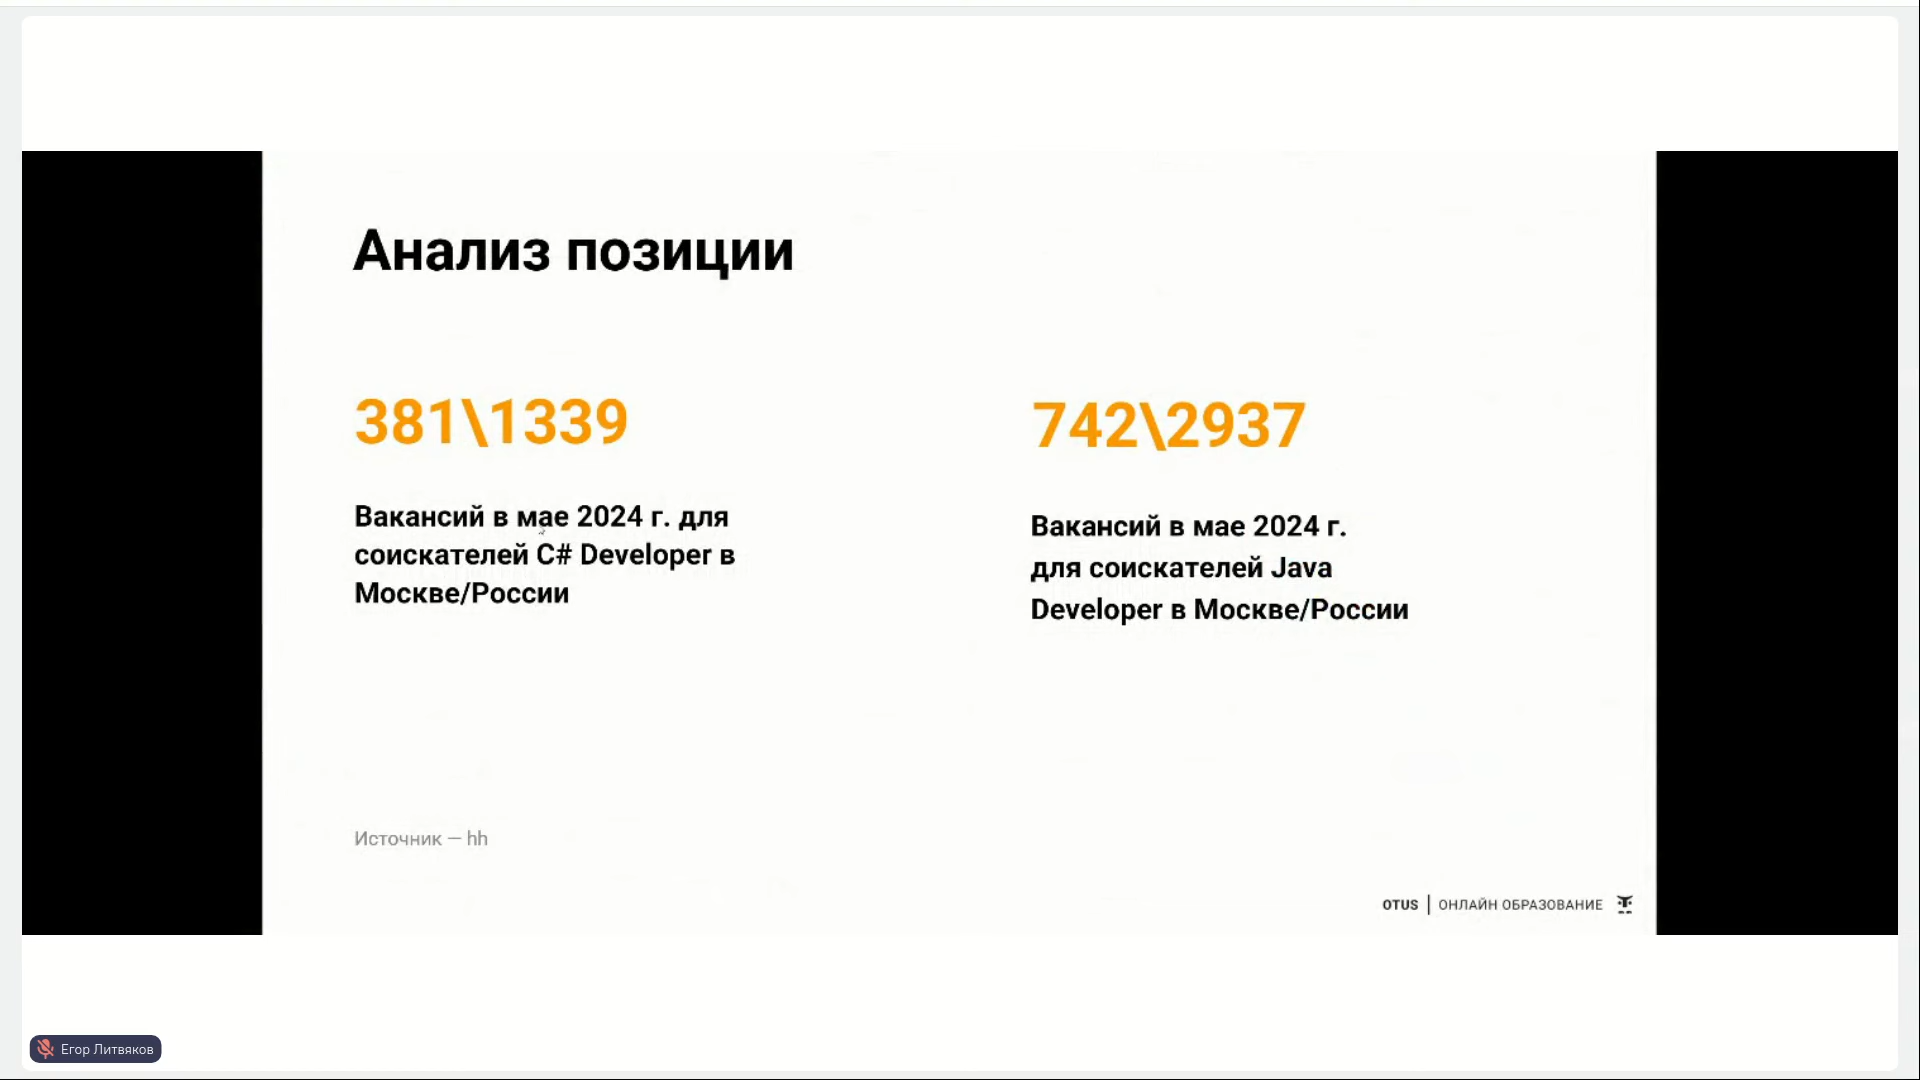 Анализ позиции
381\1339
Вакансий в мае 2024 г. для
соискателей C# Developer в
Москве/России
742\2937
Вакансий в мае 2024 г.
для соискателей Java
Developer в Москве/России
Источник — hh
OTUS | ОНЛАЙН ОБРАЗОВАНИЕ
Егор Литвяков